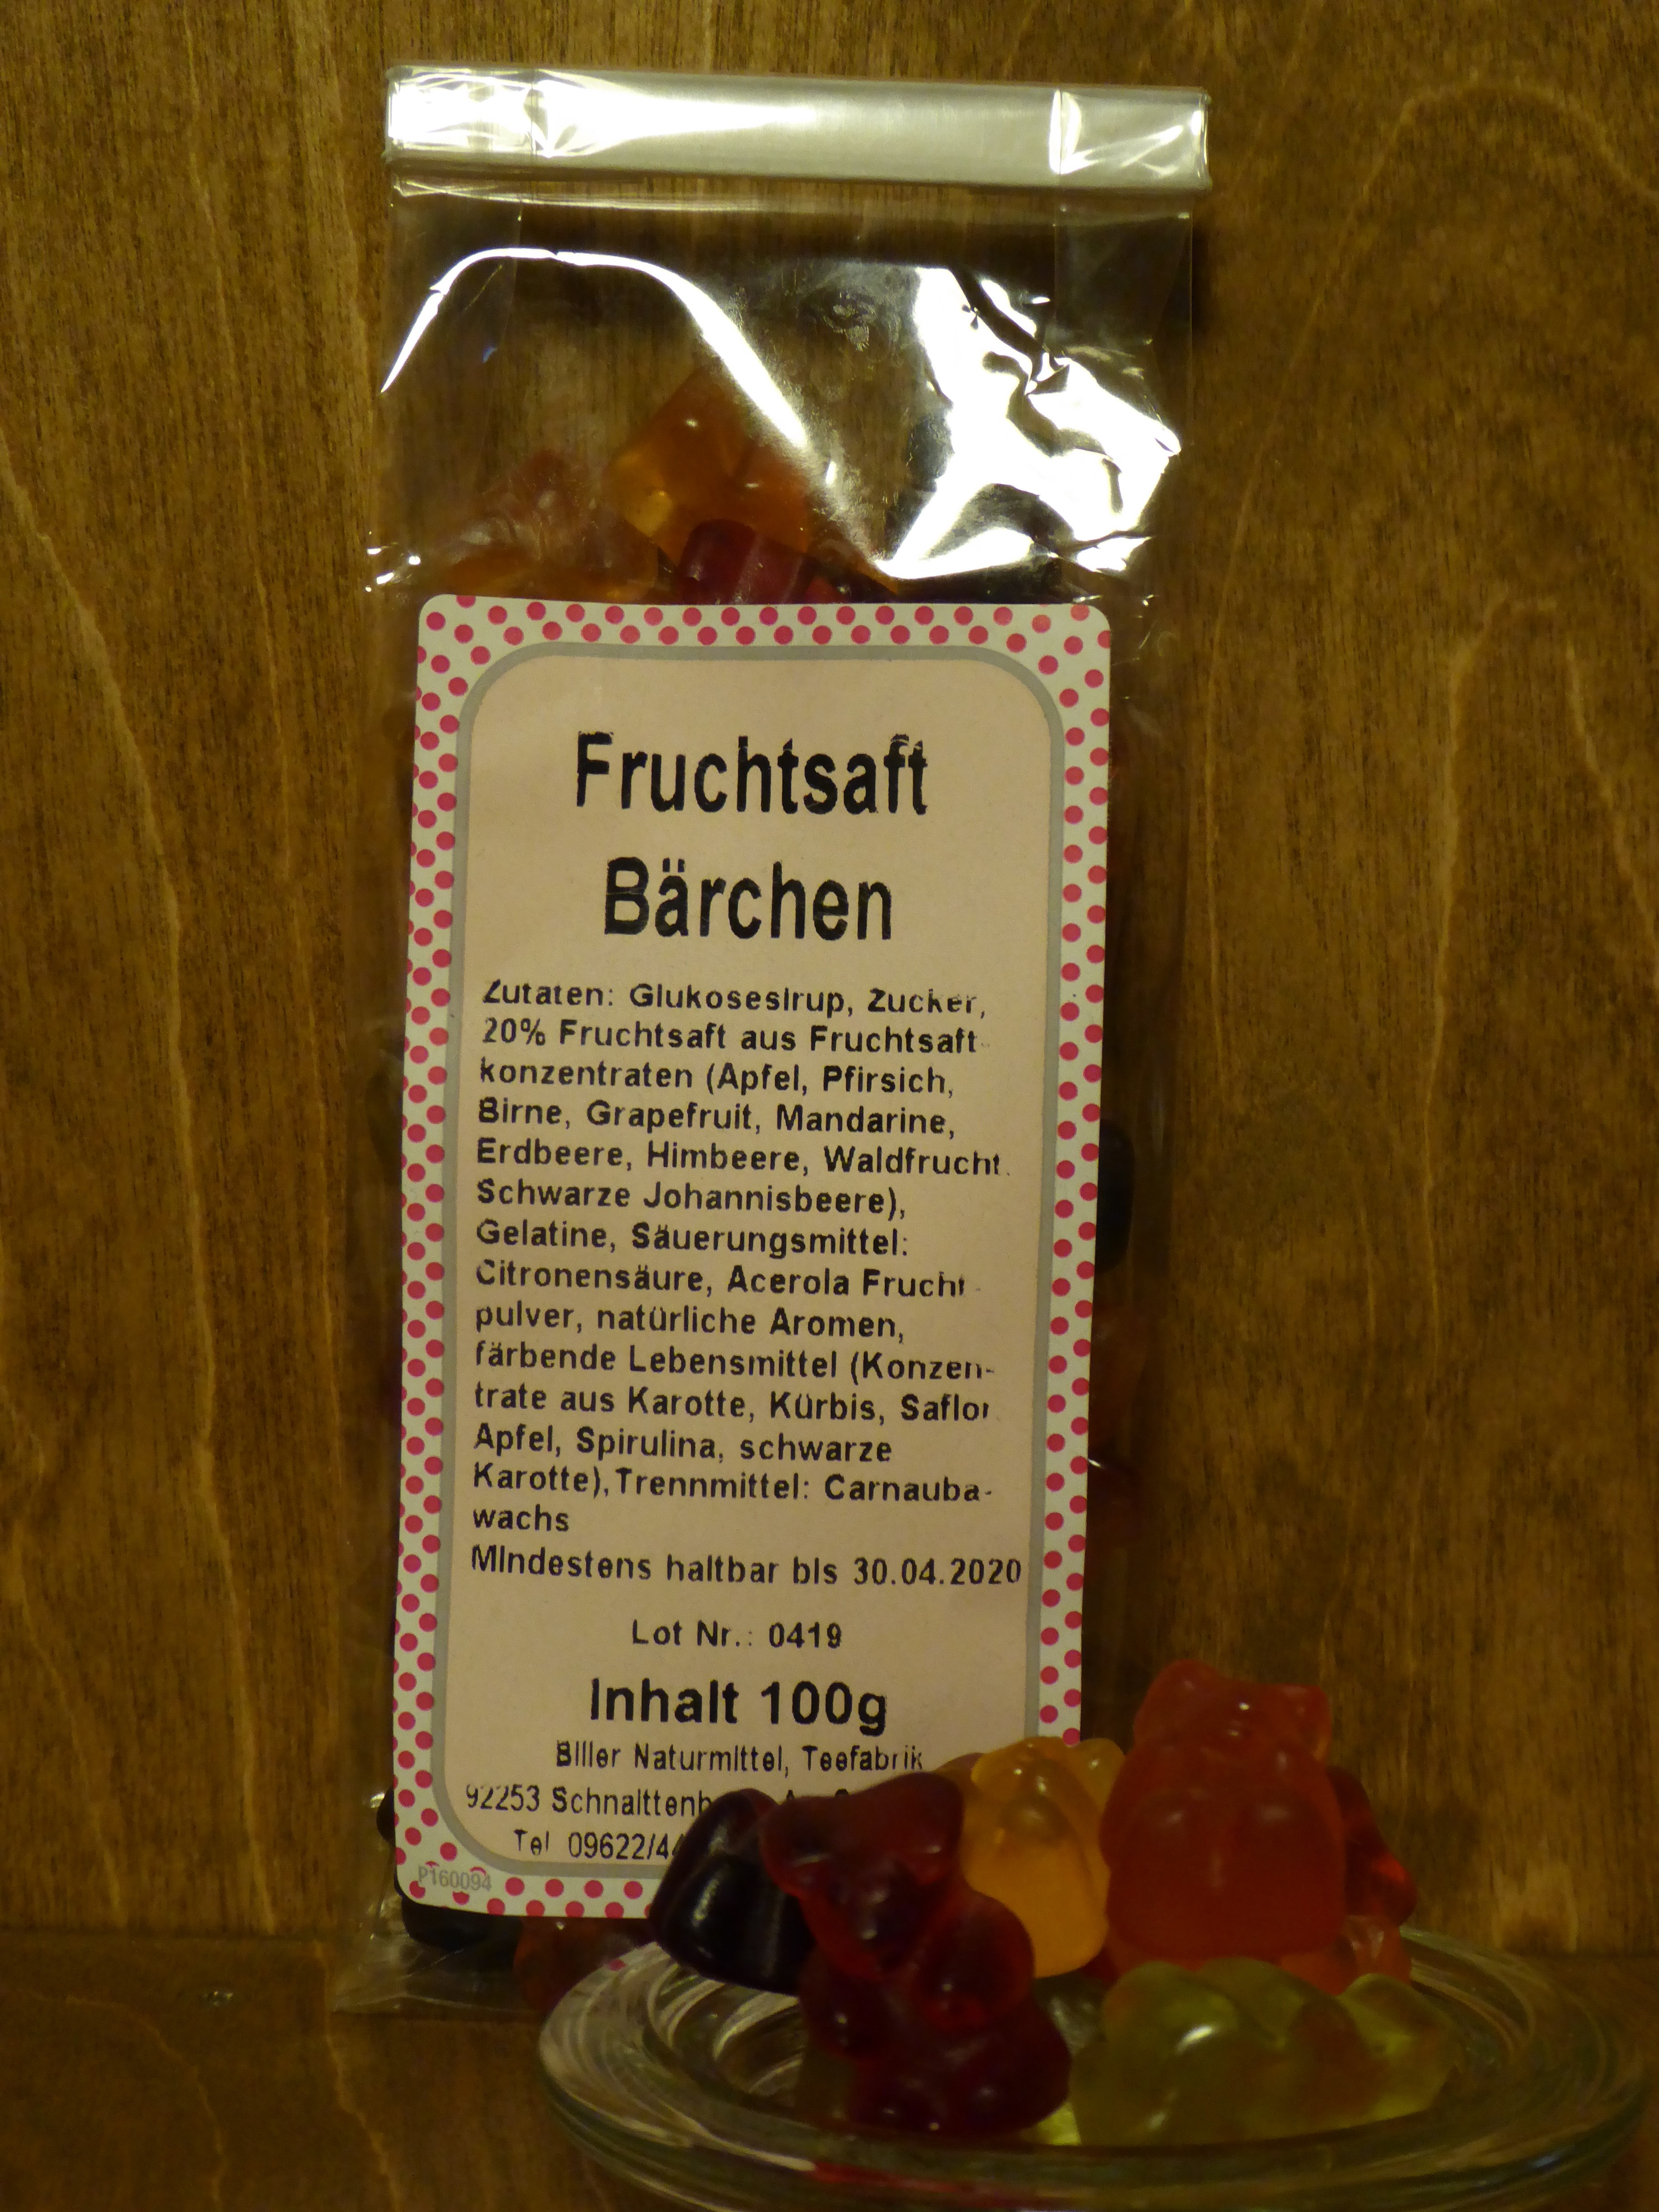 Fruchtsaft
Bärchen
Zutaten: Glukosesirup, Zucker,
20% Fruchtsaft aus Fruchtsaft-
konzentraten (Apfel, Pfirsich,
Birne, Grapefruit, Mandarine,
Erdbeere, Himbeere, Waldfrucht.
Schwarze Johannisbeere),
Gelatine, Säuerungsmittel:
Citronensäure, Acerola Frucht-
pulver, natürliche Aromen,
färbende Lebensmittel (Konzen-
trate aus Karotte, Kürbis, Saflor
Apfel, Spirulina, schwarze
Karotte), Trennmittel: Carnauba-
wachs
Mindestens haltbar bis 30.04.2020
Lot Nr.: 0419
Inhalt 100g
Biller Naturmittel, Teefabrik
92253
Tel 09622/44
P160094